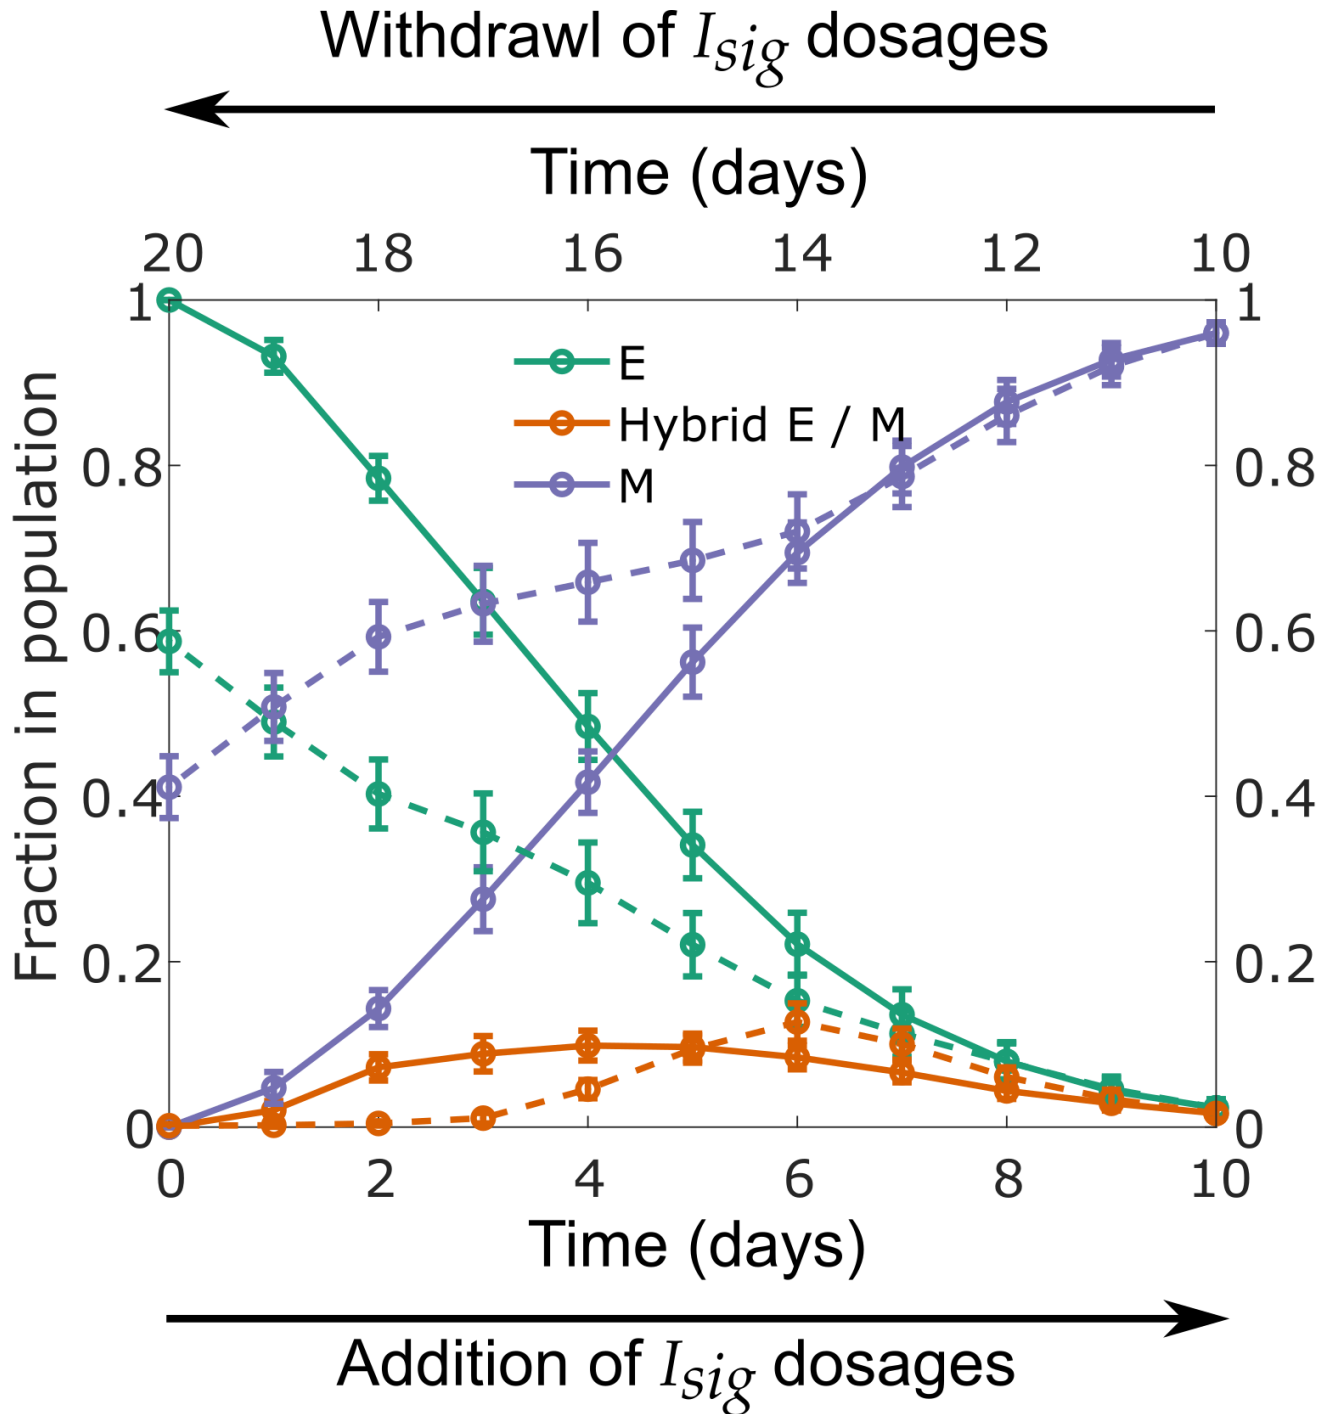 Withdrawl of Isig dosages
Time (days)
20 18 16 14 12 10
1 1
E
Hybrid E / M
0.8 0.8
M
0.6 0.6
0.4 0.4
0.2 0.2
0 0
Fraction in population
0 2 4 6 8 10
Time (days)
Addition of Isig dosages